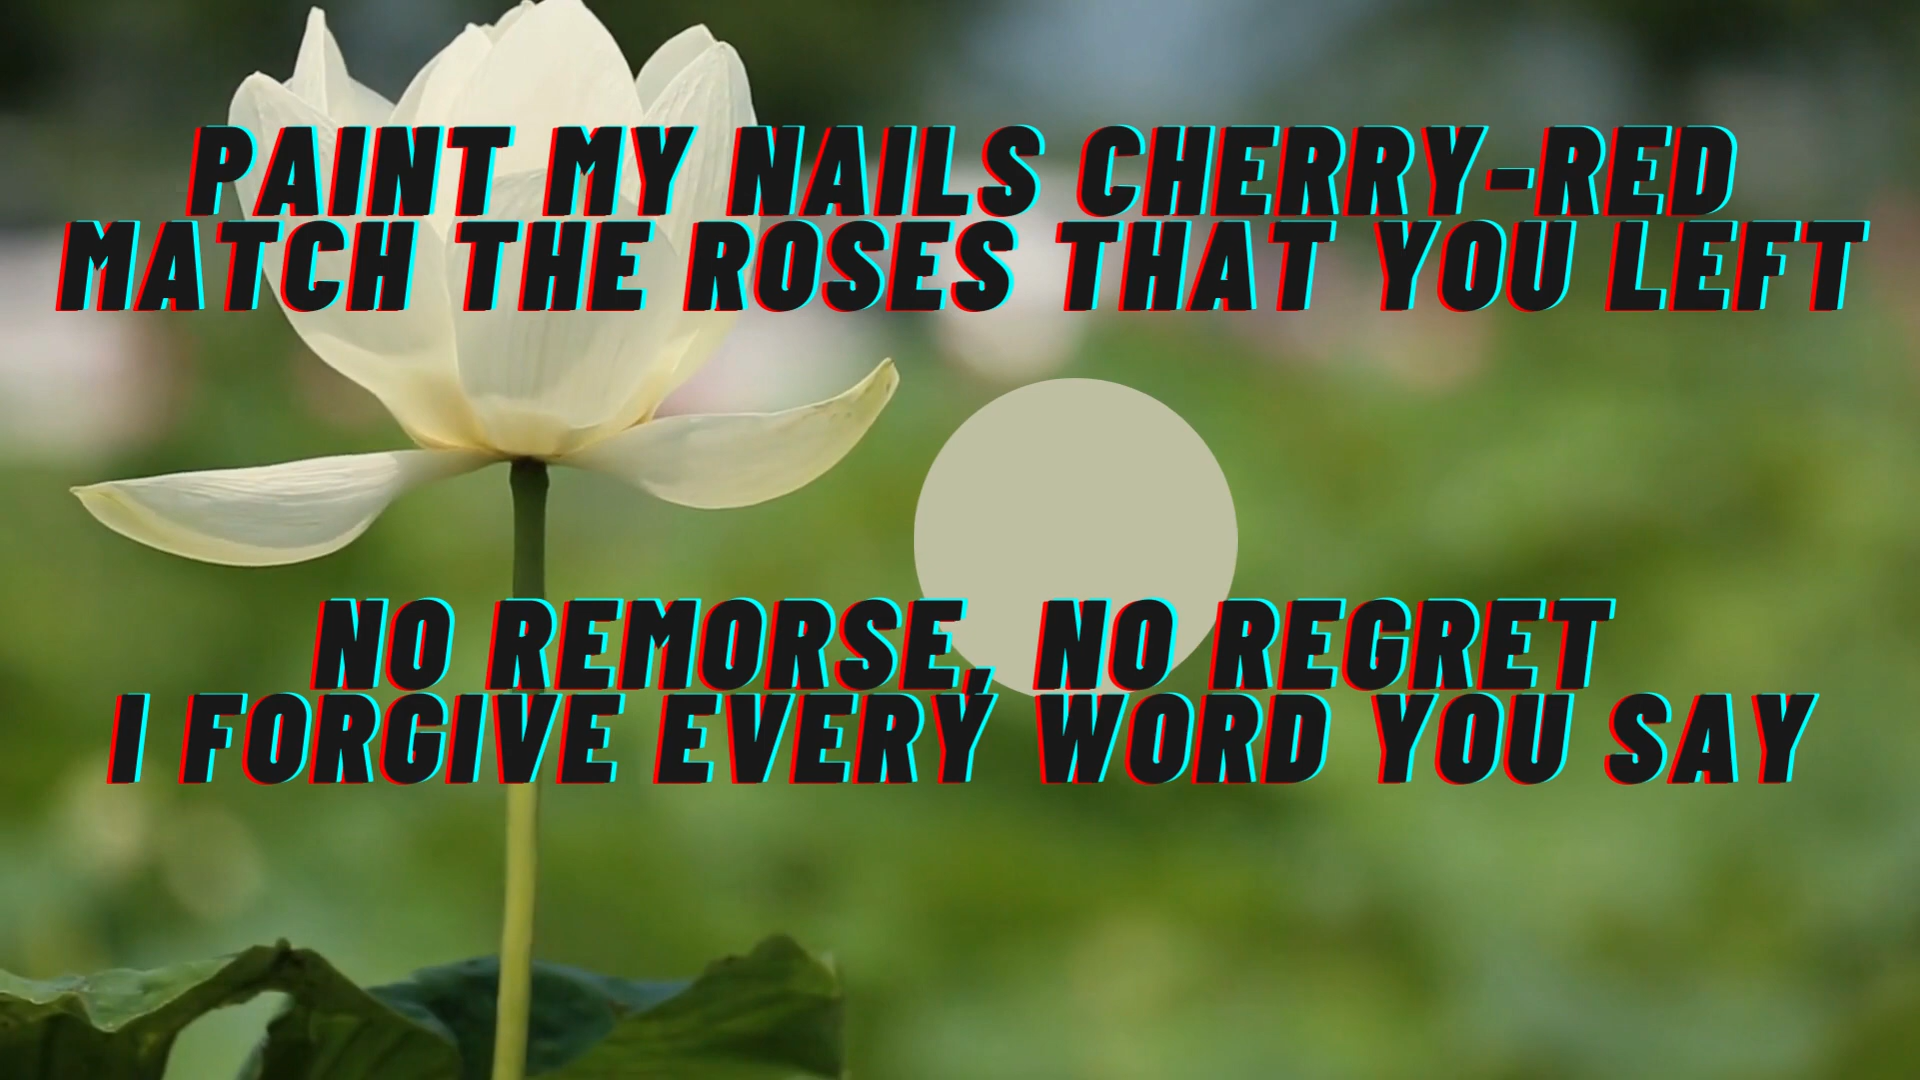 PAINT MY NAILS CHERRY-RED
MATCH THE ROSES THAT YOU LEFT
NO REMORSE, NO REGRET
I FORGIVE EVERY WORD YOU SAY